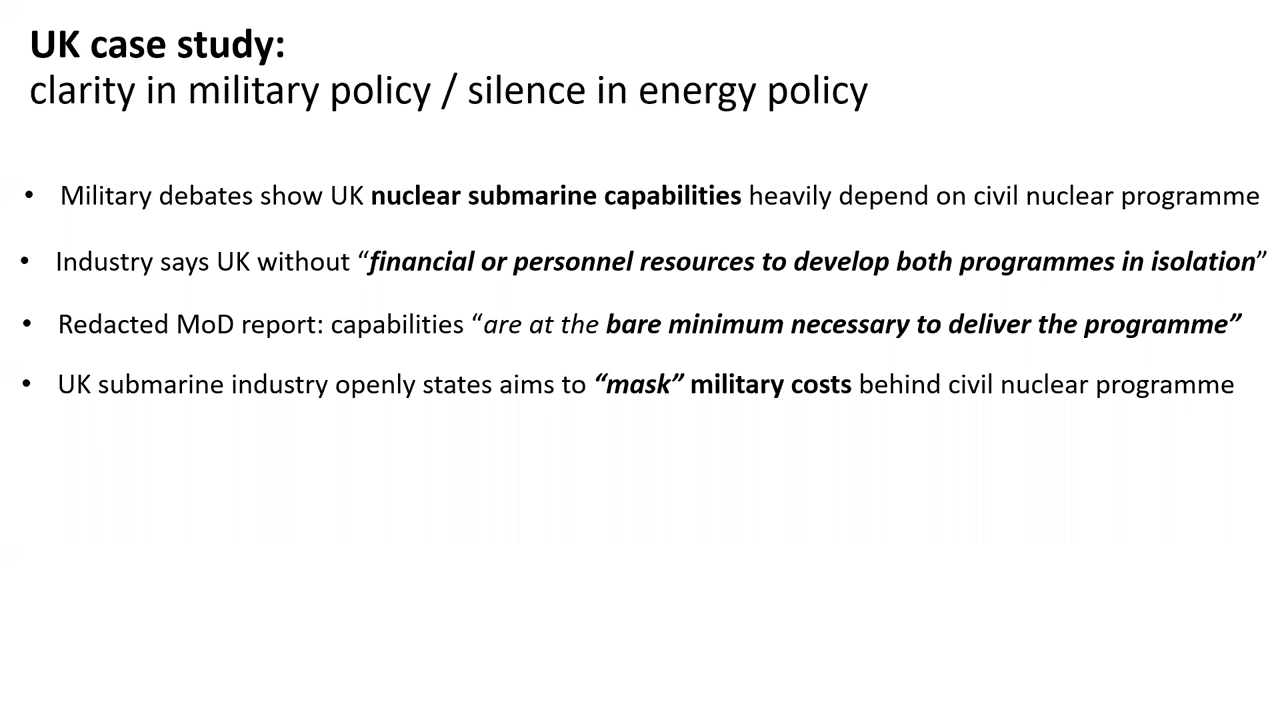 UK case study:
clarity in military policy / silence in energy policy
• Military debates show UK nuclear submarine capabilities heavily depend on civil nuclear programme
• Industry says UK without “financial or personnel resources to develop both programmes in isolation”
• Redacted MoD report: capabilities “are at the bare minimum necessary to deliver the programme”
• UK submarine industry openly states aims to “mask” military costs behind civil nuclear programme